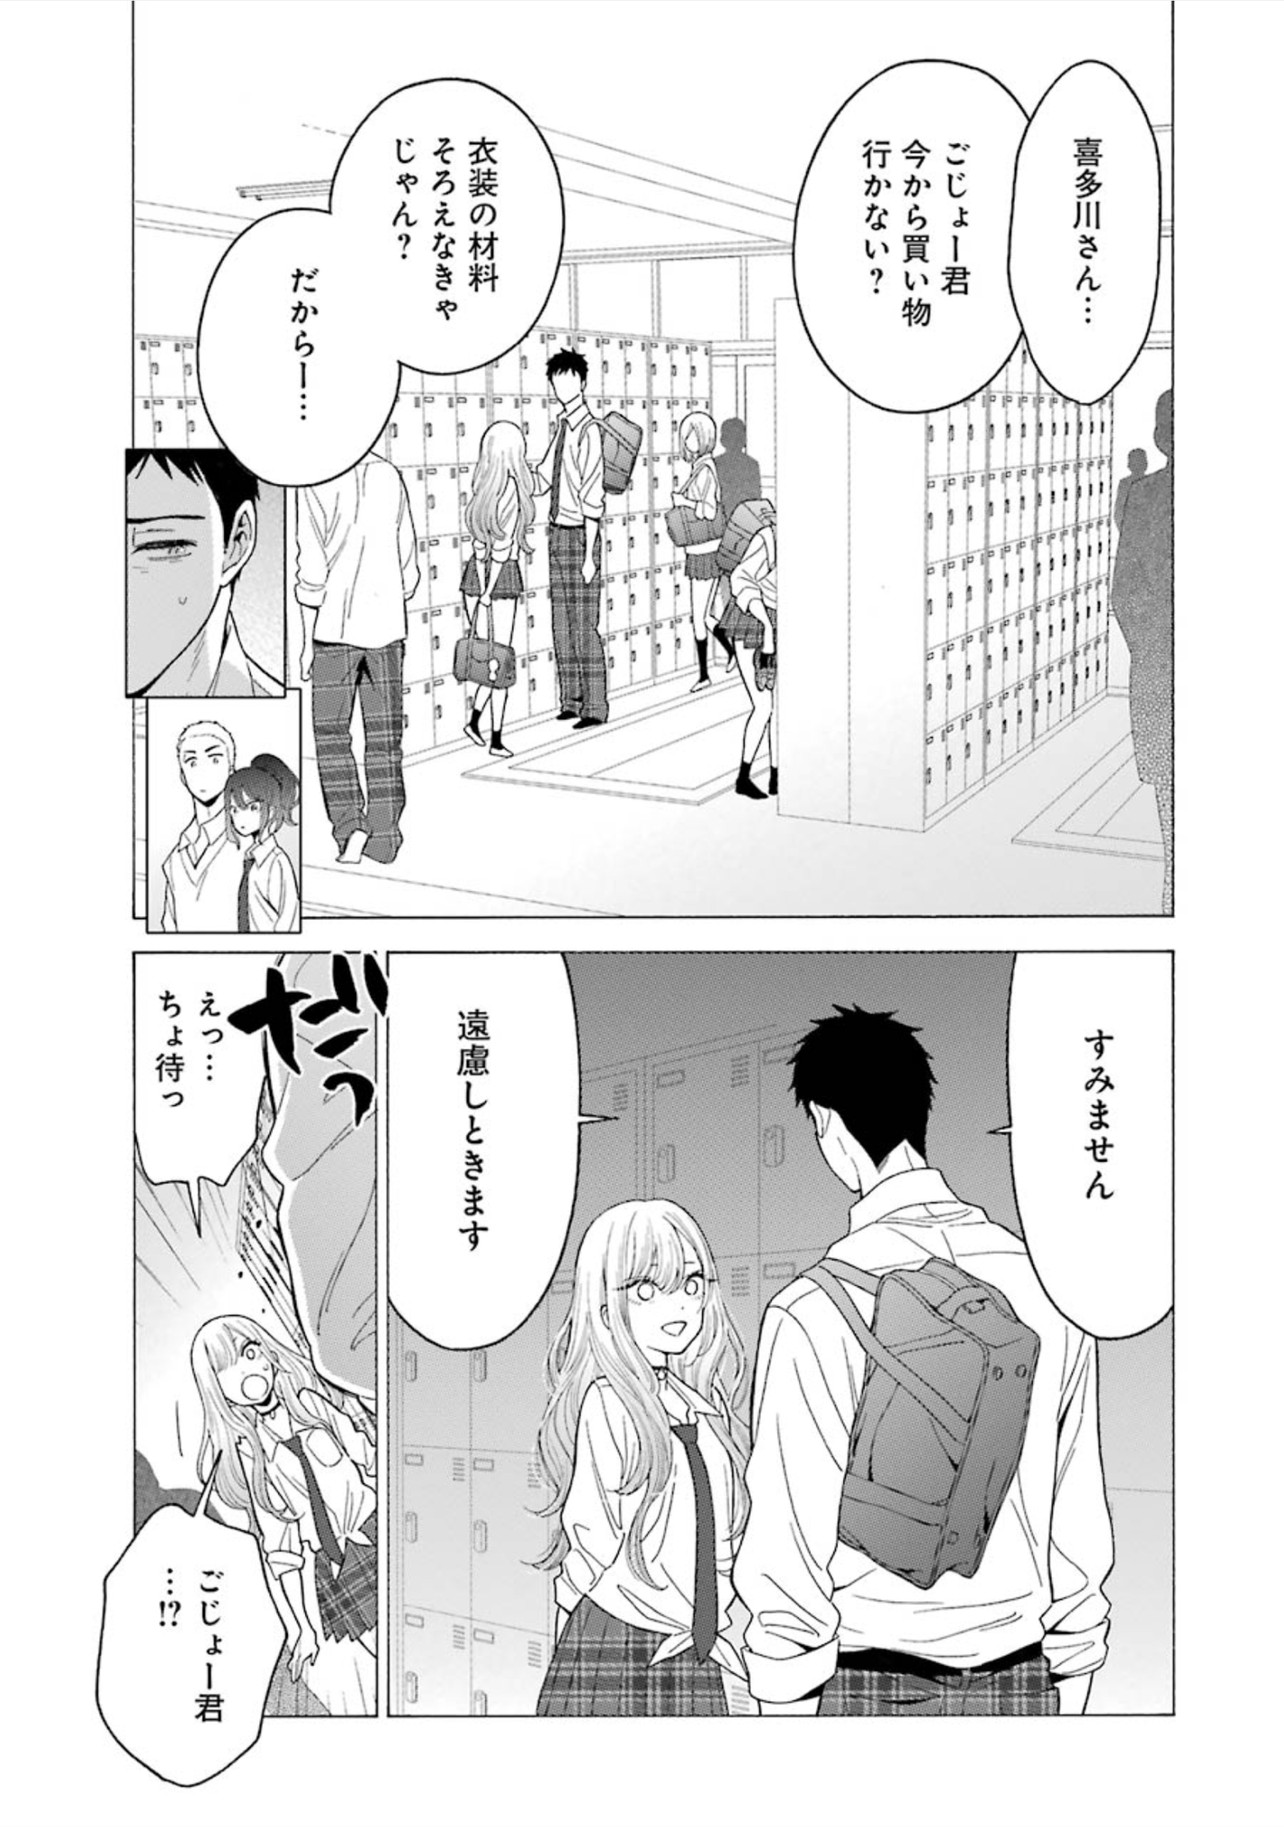 喜多川さん…
ごじょー君
今から買い物
行かない？
衣装の材料
そろえなきゃ
じゃん？
だからー…
すみません
遠慮しときます
ダッ
えっ…
ちょ待っ
ごじょー君
…!?